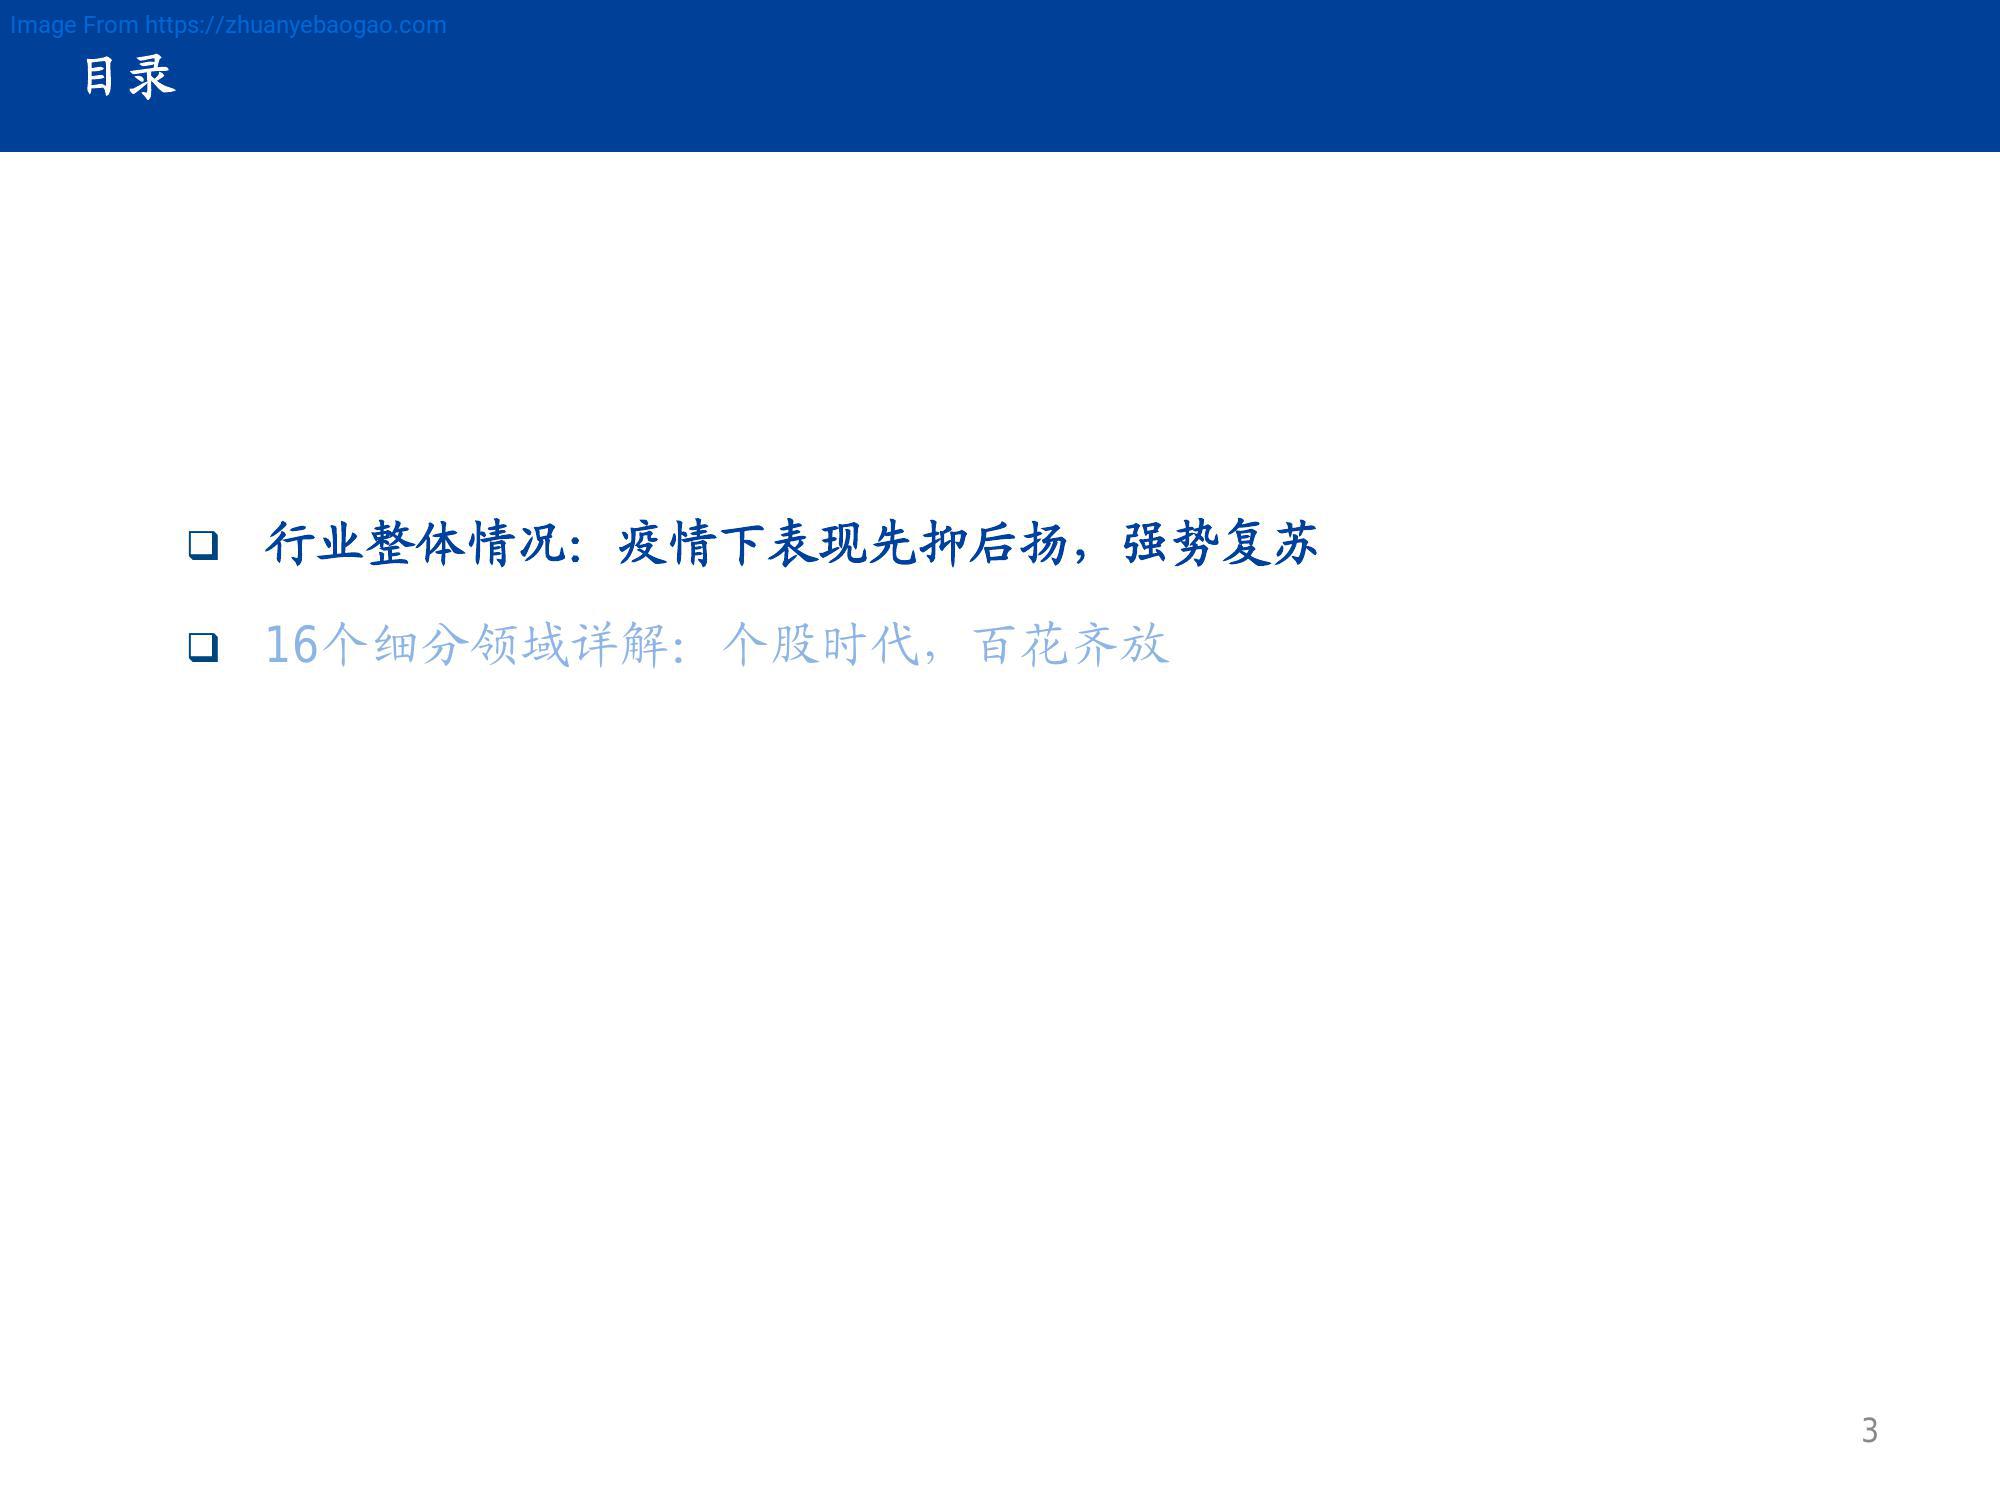 Image From https://zhuanyebaogao.com
目录
❑ 行业整体情况：疫情下表现先抑后扬，强势复苏
❑ 16个细分领域详解：个股时代，百花齐放
3